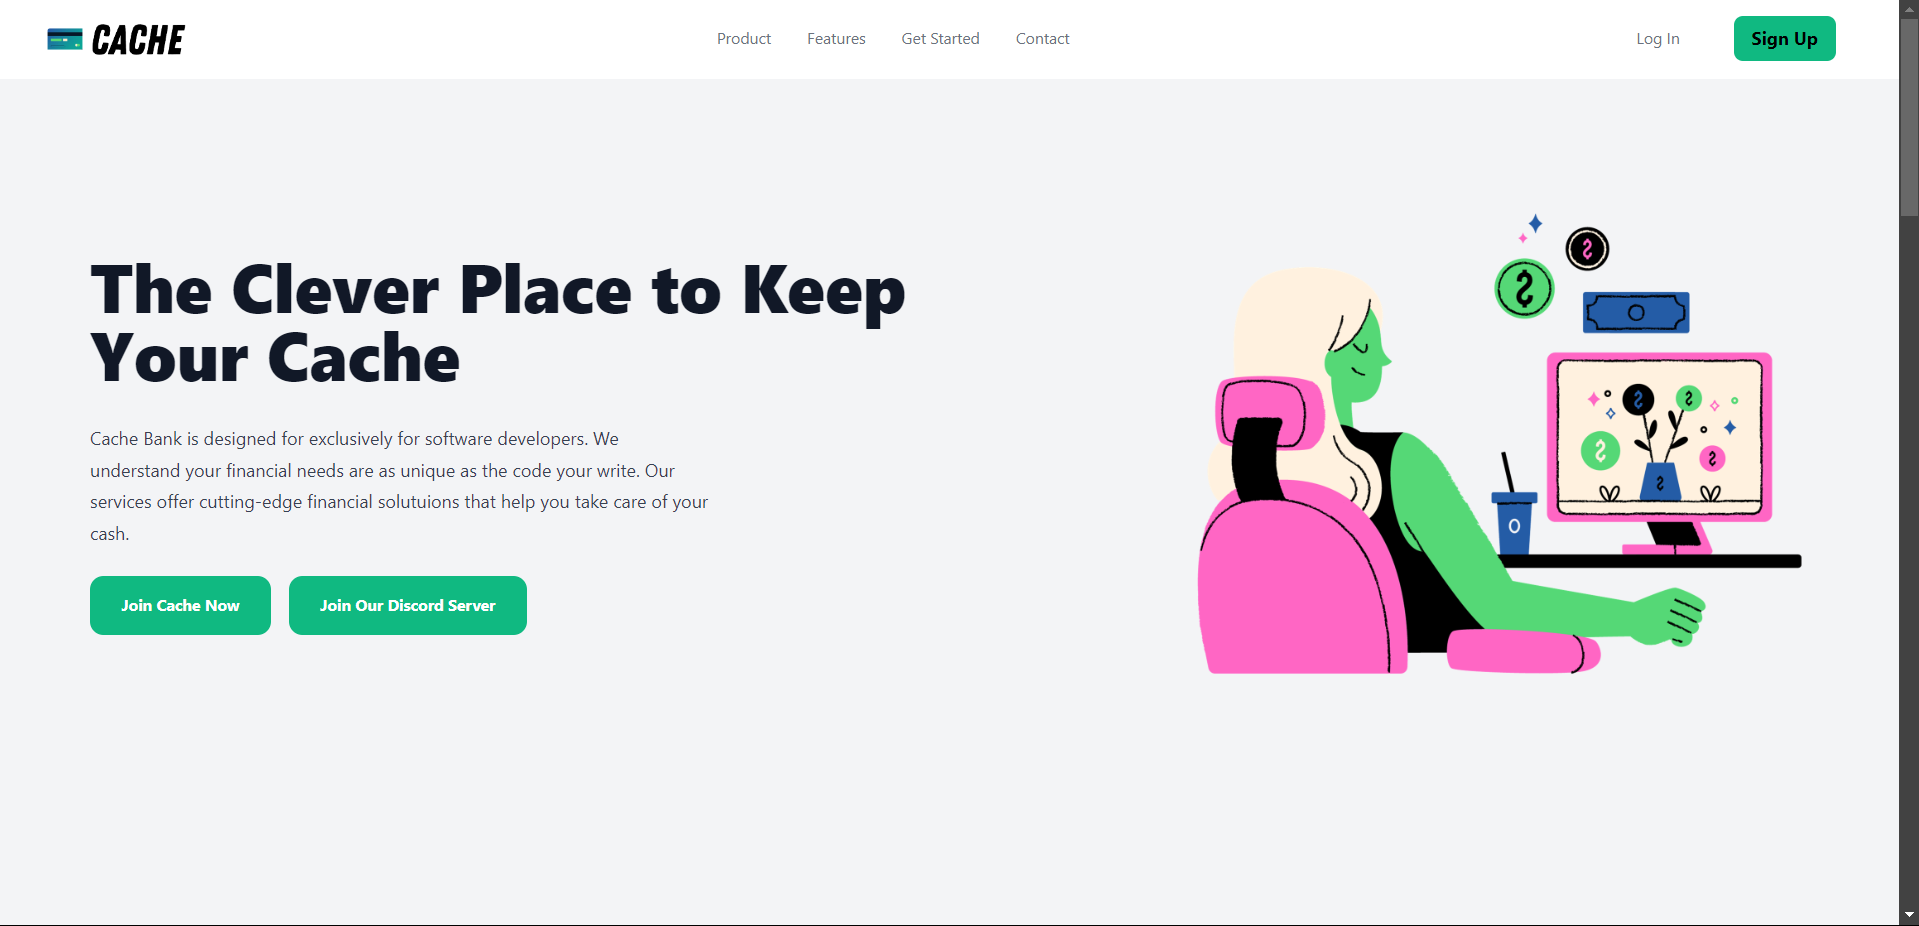 CACHE
Product Features Get Started Contact
Log In Sign Up
The Clever Place to Keep
Your Cache
Cache Bank is designed for exclusively for software developers. We
understand your financial needs are as unique as the code your write. Our
services offer cutting-edge financial solutuions that help you take care of your
cash.
Join Cache Now Join Our Discord Server